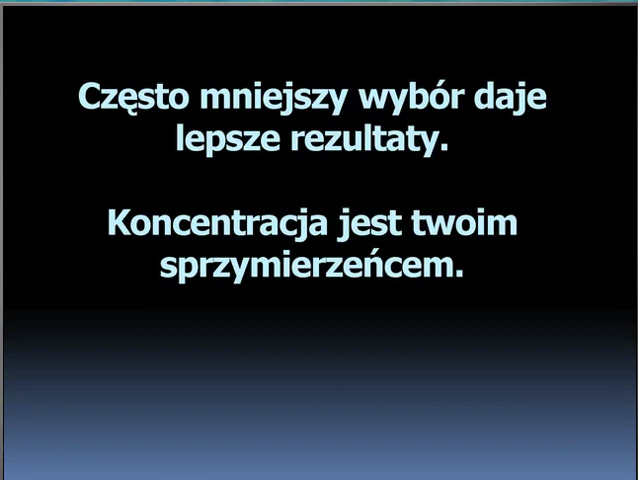 Często mniejszy wybór daje
lepsze rezultaty.
Koncentracja jest twoim
sprzymierzeńcem.